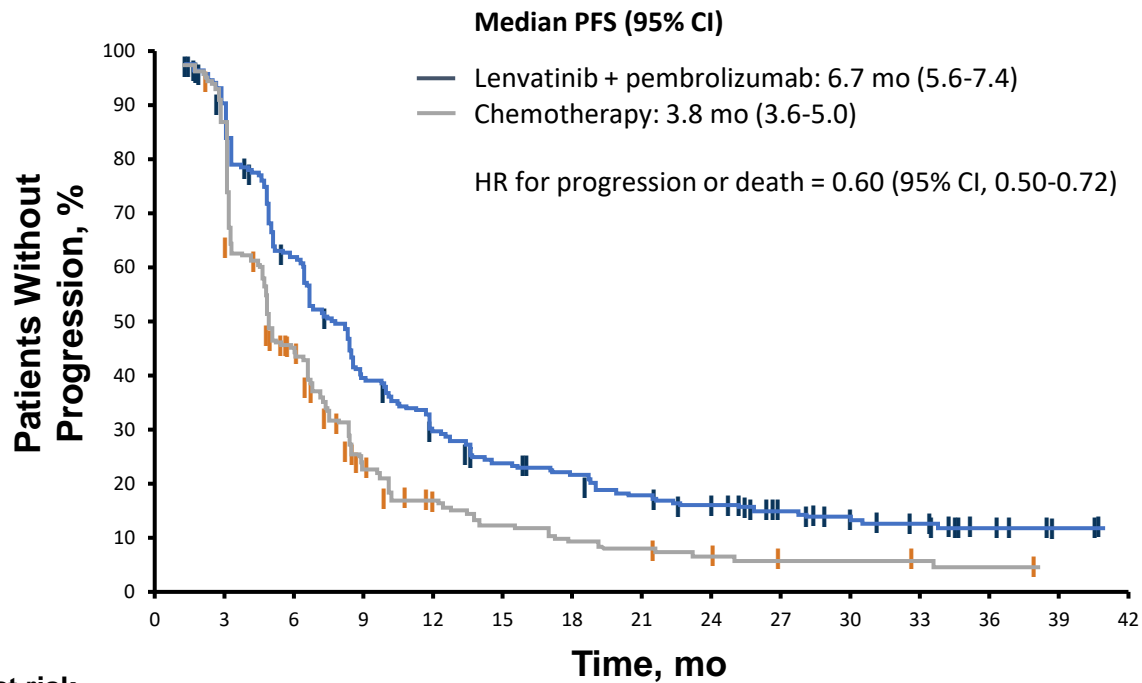 Median PFS (95% CI)
Lenvatinib + pembrolizumab: 6.7 mo (5.6-7.4)
Chemotherapy: 3.8 mo (3.6-5.0)
HR for progression or death = 0.60 (95% CI, 0.50-0.72)
Patients Without
Progression, %
100
90
80
70
60
50
40
30
20
10
0
0 3 6 9 12 15 18 21 24 27 30 33 36 39 42
Time, mo